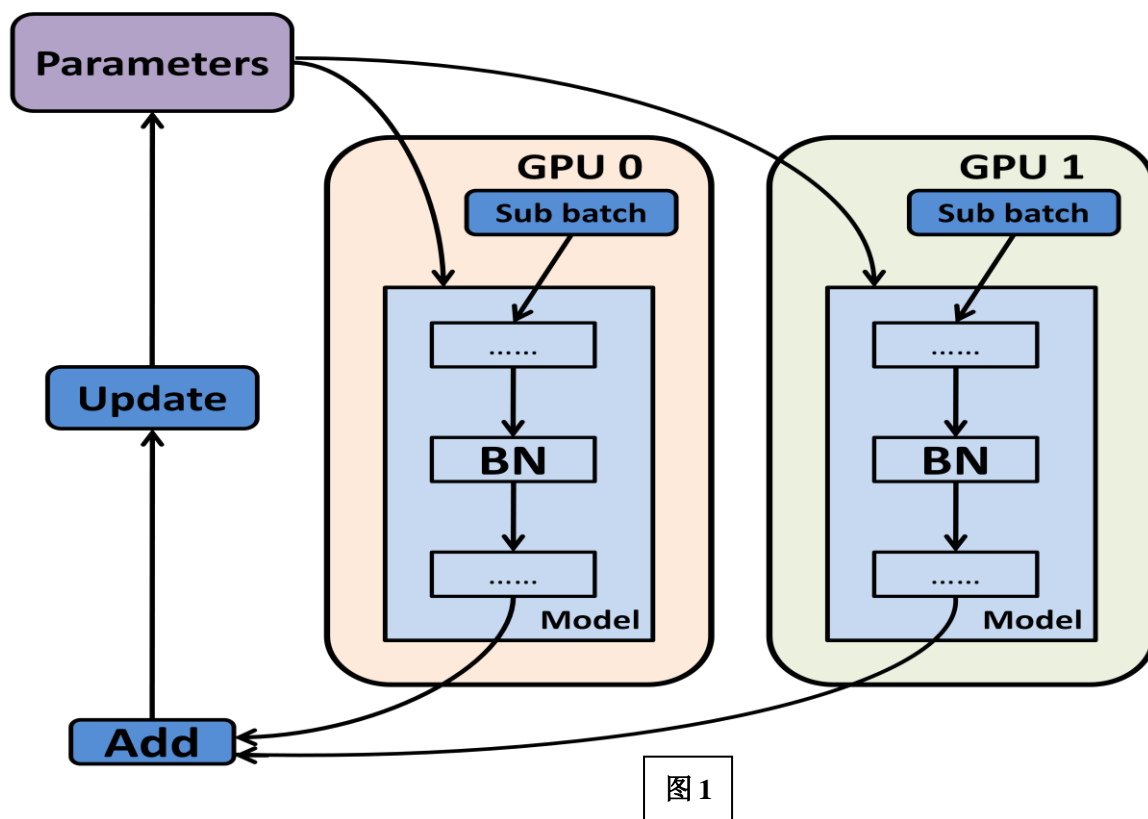 Parameters
GPU 0
Sub batch
......
BN
......
Model
GPU 1
Sub batch
......
BN
......
Model
Update
Add
图 1